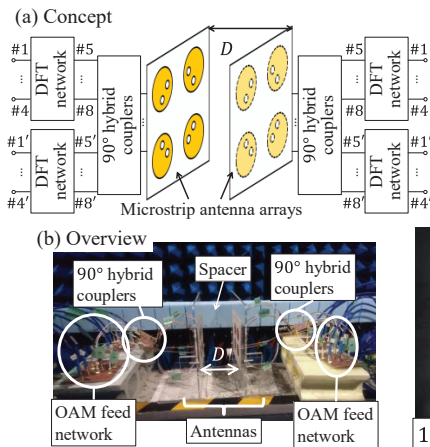 (a) Concept
D
#1 #5 #5 #1
DFT network
#4 #8 #8 #4
90° hybrid couplers
90° hybrid couplers
DFT network
#1′ #5′ #5′ #1″
DFT network
#4′ #8′ #8′ #4″
DFT network
Microstrip antenna arrays
(b) Overview
90° hybrid
couplers
Spacer
90° hybrid
couplers
D
OAM feed
network
Antennas
OAM feed
network
1